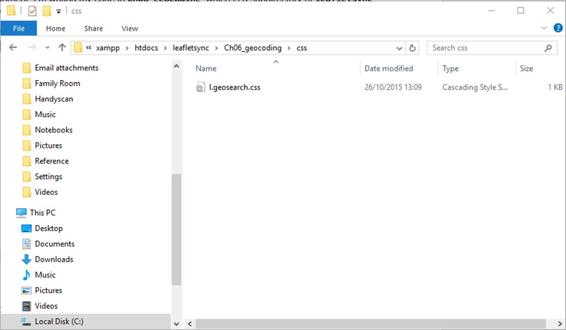 css
File
Home
Share
View
« xampp > htdocs > leafletsync > Ch06_geocoding > css
Search css
Email attachments
Family Room
Handyscan
Music
Notebooks
Pictures
Reference
Settings
Videos
This PC
Desktop
Documents
Downloads
Music
Pictures
Videos
Local Disk (C:)
Name Date modified Type Size
l.geosearch.css 26/10/2015 13:09 Cascading Style S... 1 KB